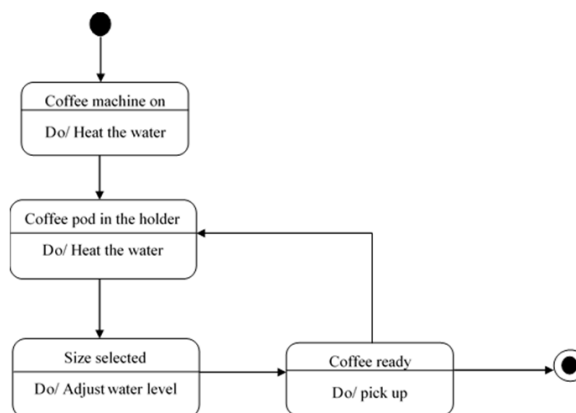 Coffee machine on
Do/ Heat the water
Coffee pod in the holder
Do/ Heat the water
Size selected
Do/ Adjust water level
Coffee ready
Do/ pick up